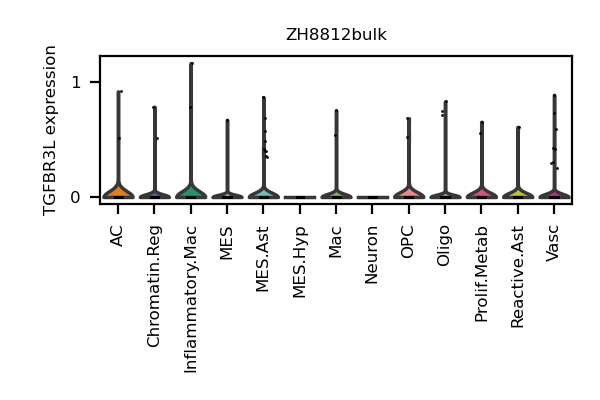 ZH8812bulk
TGFBR3L expression
1
0
AC
Chromatin.Reg
Inflammatory.Mac
MES
MES.Ast
MES.Hyp
Mac
Neuron
OPC
Oligo
Prolif.Metab
Reactive.Ast
Vasc